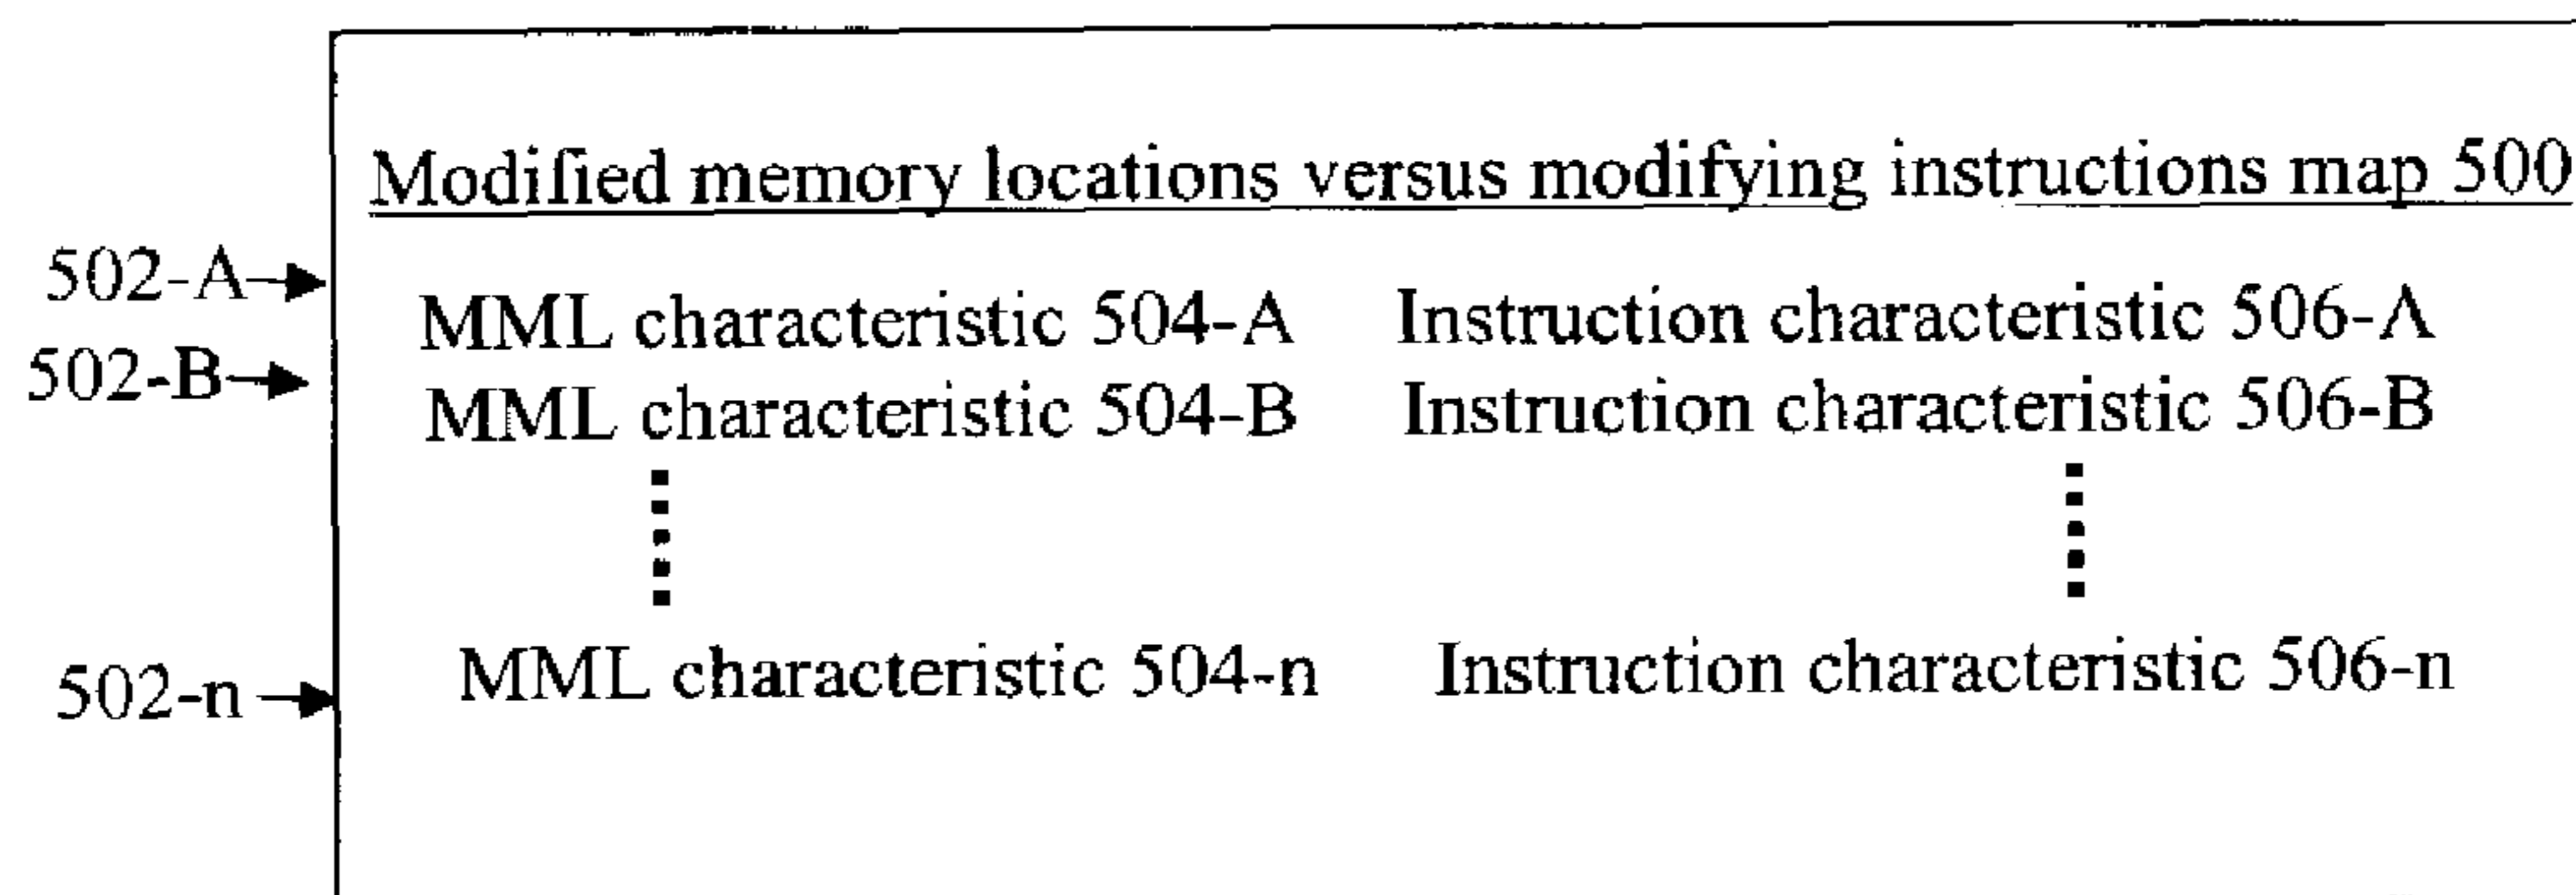 Modified memory locations versus modifying instructions map 500
502-A MML characteristic 504-A Instruction characteristic 506-A
502-B MML characteristic 504-B Instruction characteristic 506-B
502-n MML characteristic 504-n Instruction characteristic 506-n